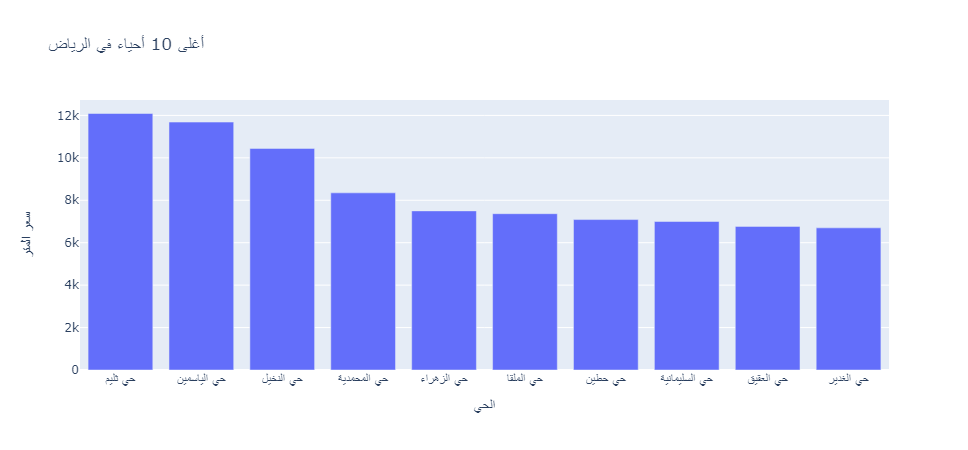 أغلى 10 أحياء في الرياض
12k
10k
8k
6k
4k
2k
0
سعر المتر
حي ثليم
حي الياسمين
حي النخيل
حي المحمدية
حي الزهراء
حي الملقا
حي حطين
حي السليمانية
حي العقيق
حي الغدير
الحي